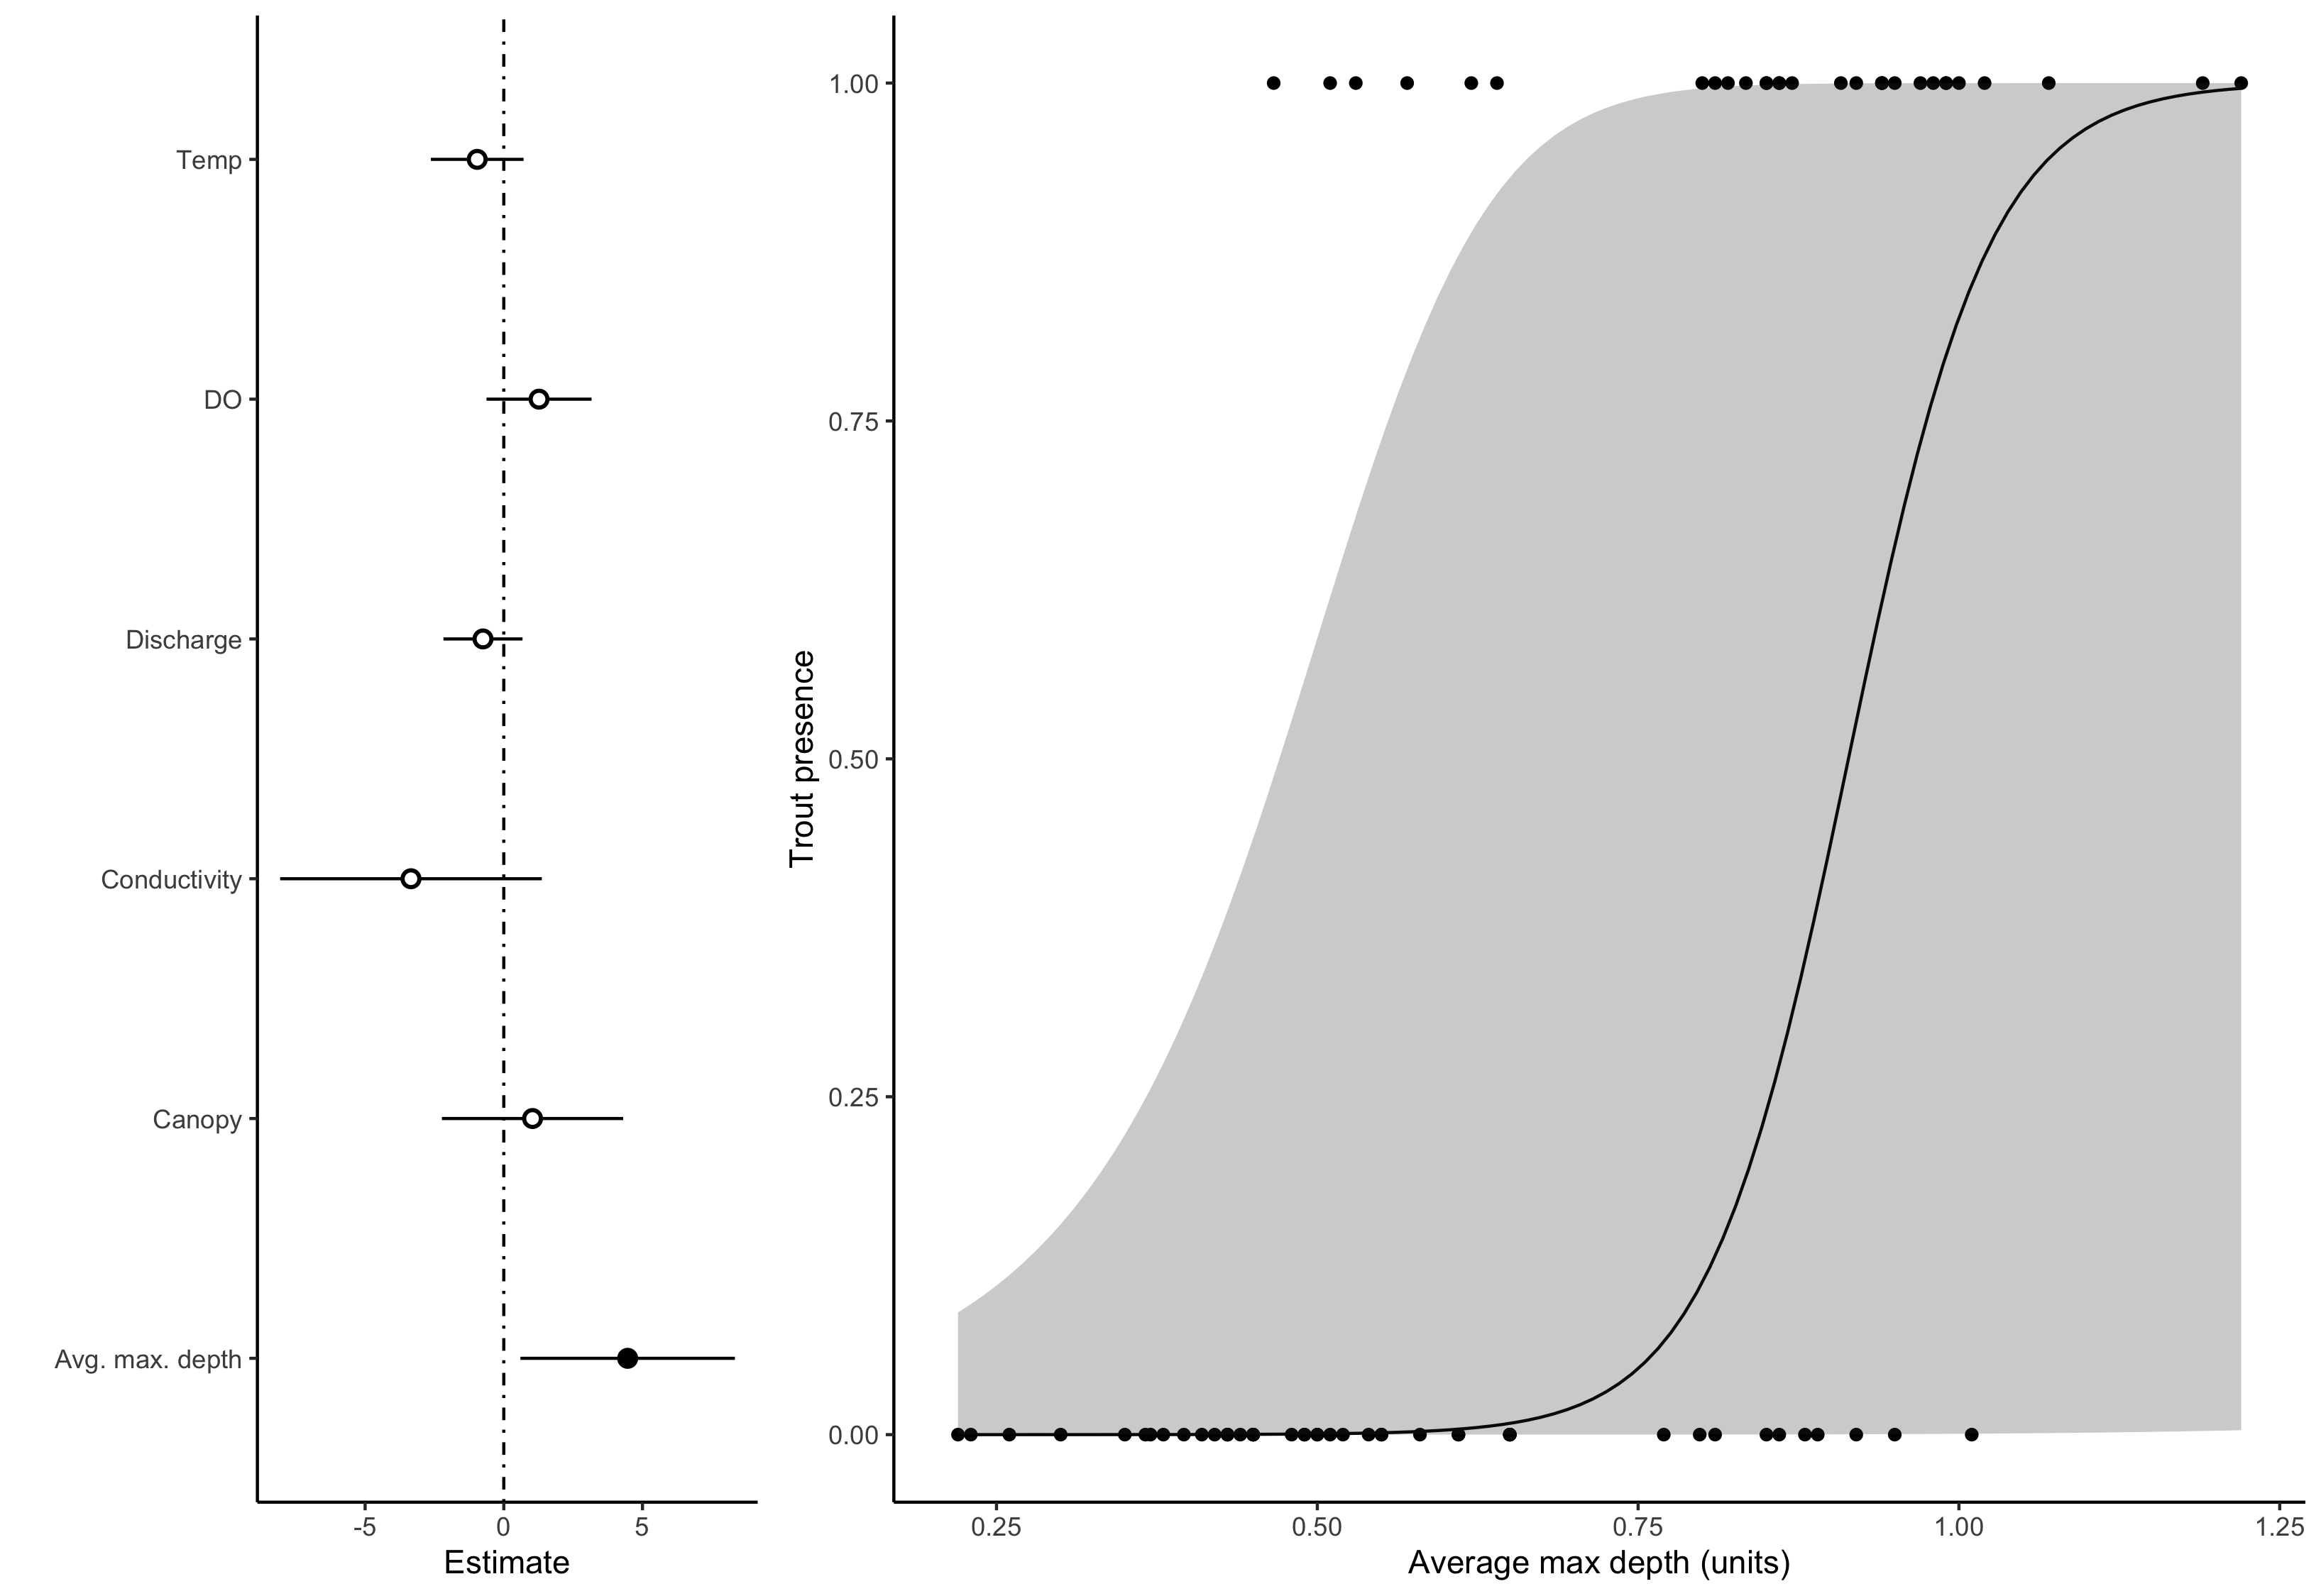 Temp
DO
Discharge
Conductivity
Canopy
Avg. max. depth
-5
0
5
Estimate
Trout presence
1.00
0.75
0.50
0.25
0.00
0.25
0.50
0.75
1.00
1.25
Average max depth (units)